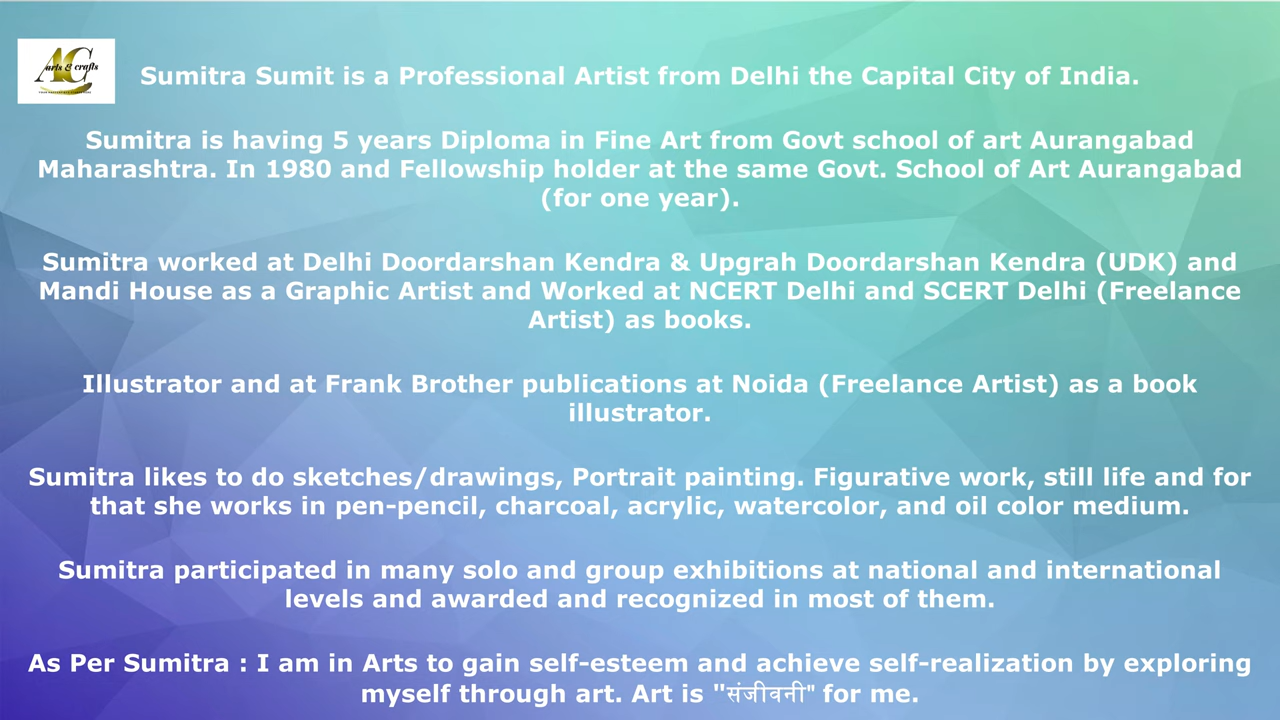 arts & crafts
Sumitra Sumit is a Professional Artist from Delhi the Capital City of India.
Sumitra is having 5 years Diploma in Fine Art from Govt school of art Aurangabad
Maharashtra. In 1980 and Fellowship holder at the same Govt. School of Art Aurangabad
(for one year).
Sumitra worked at Delhi Doordarshan Kendra & Upgrah Doordarshan Kendra (UDK) and
Mandi House as a Graphic Artist and Worked at NCERT Delhi and SCERT Delhi (Freelance
Artist) as books.
Illustrator and at Frank Brother publications at Noida (Freelance Artist) as a book
illustrator.
Sumitra likes to do sketches/drawings, Portrait painting. Figurative work, still life and for
that she works in pen-pencil, charcoal, acrylic, watercolor, and oil color medium.
Sumitra participated in many solo and group exhibitions at national and international
levels and awarded and recognized in most of them.
As Per Sumitra : I am in Arts to gain self-esteem and achieve self-realization by exploring
myself through art. Art is "संजीवनी" for me.